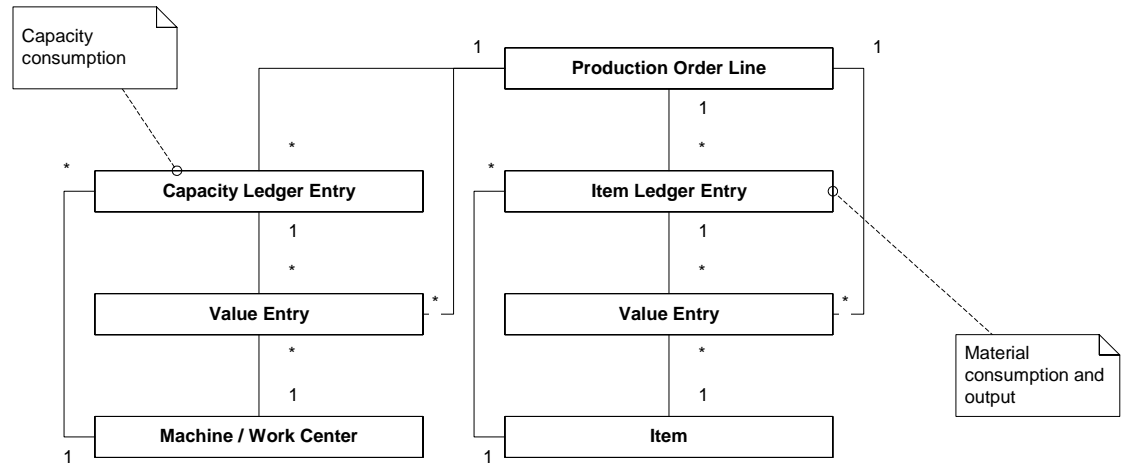 Capacity
consumption
1
1
Production Order Line
1
*
*
*
*
Capacity Ledger Entry
Item Ledger Entry
1
1
*
*
Value Entry
*
Value Entry
*
*
*
Material
consumption and
output
1
1
Machine / Work Center
Item
1
1